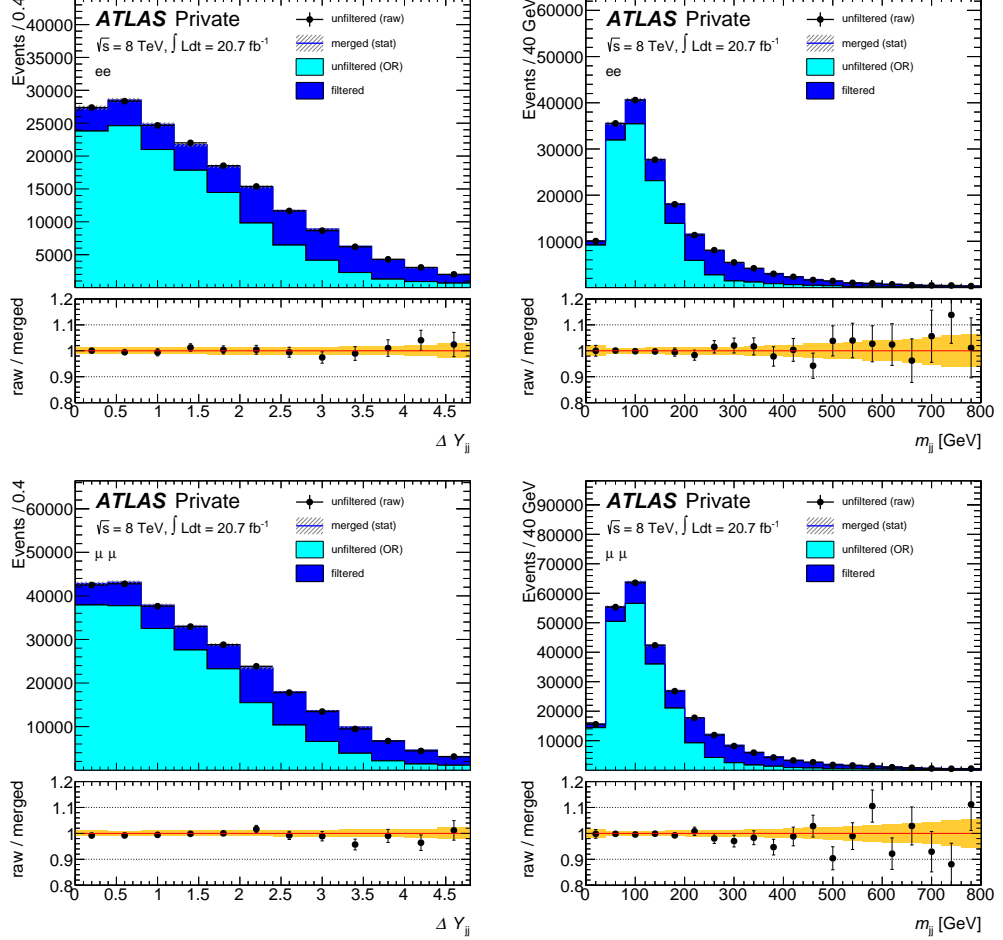 Events / 0.4
ATLAS Private
√s = 8 TeV, ∫ Ldt = 20.7 fb⁻¹
ee
unfiltered (raw)
merged (stat)
unfiltered (OR)
filtered
40000
35000
30000
25000
20000
15000
10000
5000
raw / merged
1.2
1.1
1
0.9
0.8
0 0.5 1 1.5 2 2.5 3 3.5 4 4.5
Δ Y_jj
Events / 40 GeV
ATLAS Private
√s = 8 TeV, ∫ Ldt = 20.7 fb⁻¹
ee
unfiltered (raw)
merged (stat)
unfiltered (OR)
filtered
60000
50000
40000
30000
20000
10000
raw / merged
1.2
1.1
1
0.9
0.8
0 100 200 300 400 500 600 700 800
m_jj [GeV]
Events / 0.4
ATLAS Private
√s = 8 TeV, ∫ Ldt = 20.7 fb⁻¹
μ μ
unfiltered (raw)
merged (stat)
unfiltered (OR)
filtered
60000
50000
40000
30000
20000
10000
raw / merged
1.2
1.1
1
0.9
0.8
0 0.5 1 1.5 2 2.5 3 3.5 4 4.5
Δ Y_jj
Events / 40 GeV
ATLAS Private
√s = 8 TeV, ∫ Ldt = 20.7 fb⁻¹
μ μ
unfiltered (raw)
merged (stat)
unfiltered (OR)
filtered
90000
80000
70000
60000
50000
40000
30000
20000
10000
raw / merged
1.2
1.1
1
0.9
0.8
0 100 200 300 400 500 600 700 800
m_jj [GeV]